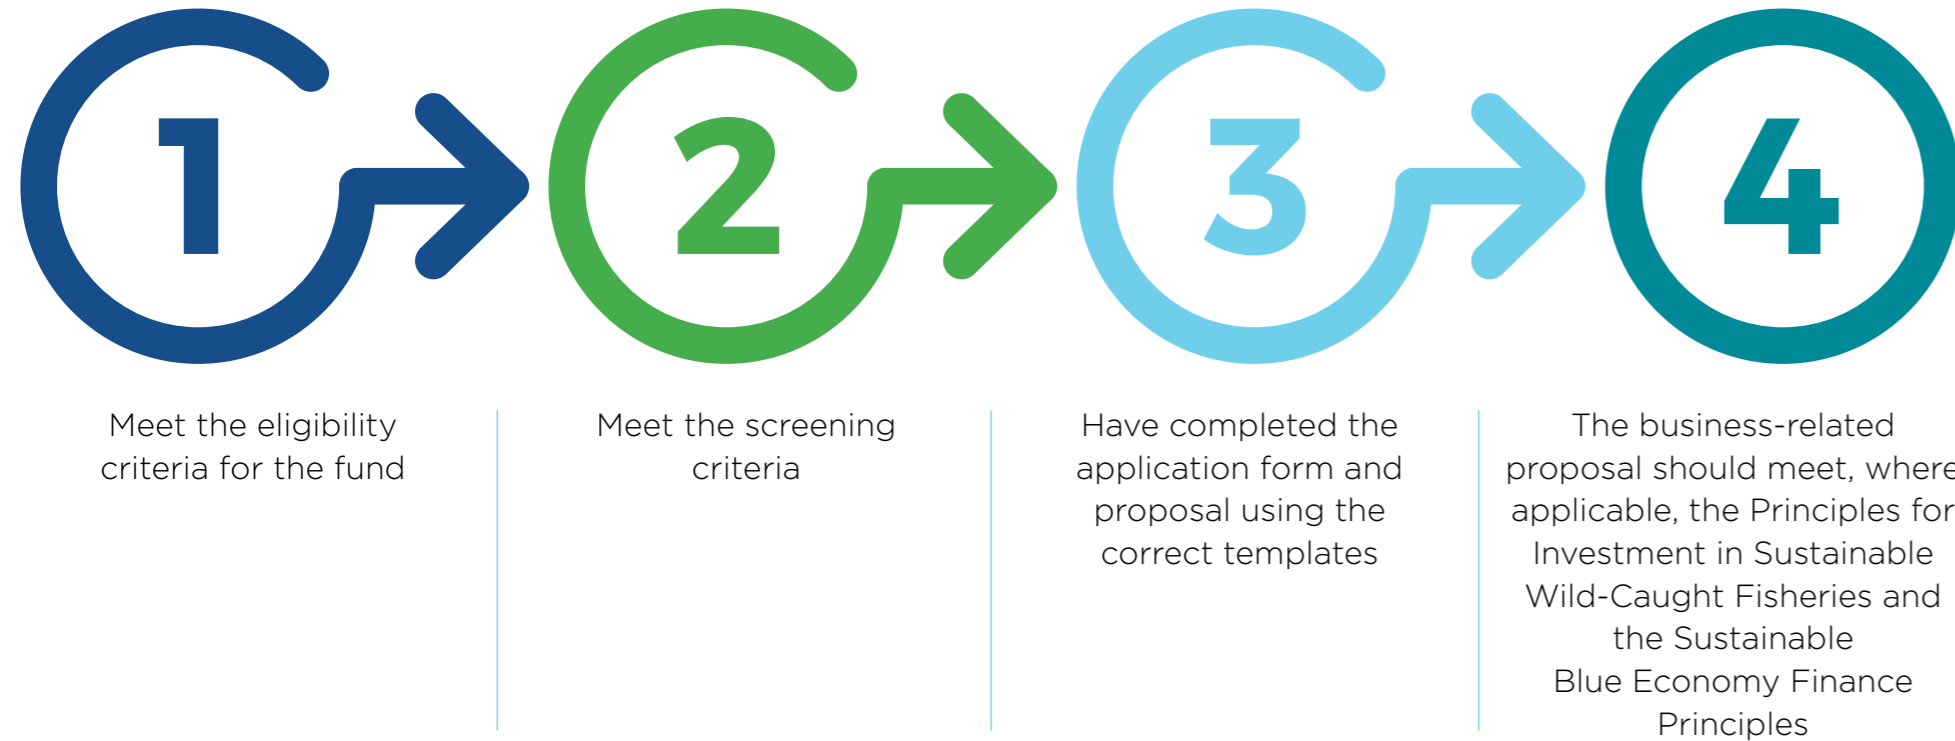 1
2
3
4
Meet the eligibility
criteria for the fund
Meet the screening
criteria
Have completed the
application form and
proposal using the
correct templates
The business-related
proposal should meet, where
applicable, the Principles for
Investment in Sustainable
Wild-Caught Fisheries and
the Sustainable
Blue Economy Finance
Principles